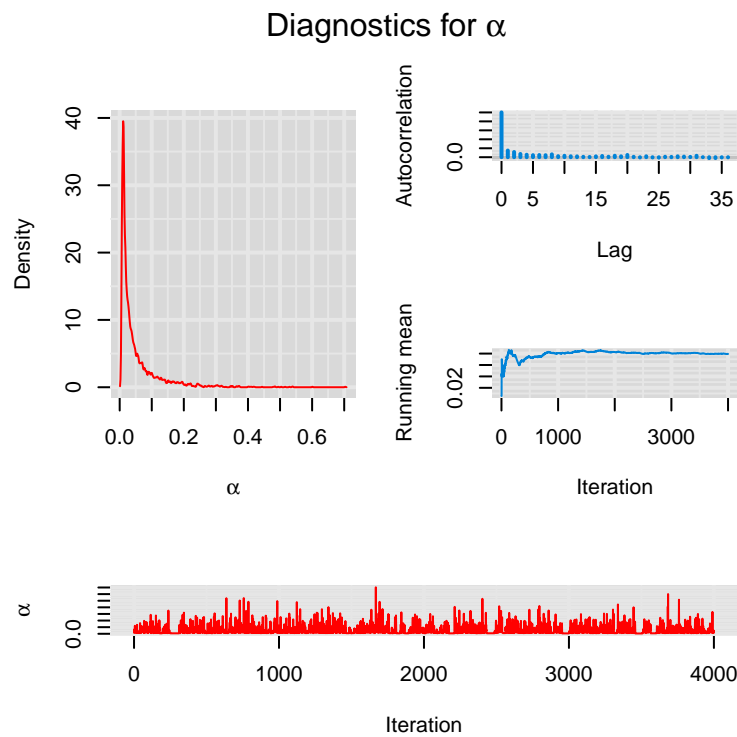 Diagnostics for α
Density
0 10 20 30 40
0.0 0.2 0.4 0.6
α
Autocorrelation
0.0
0 5 15 25 35
Lag
Running mean
0.02
0 1000 3000
Iteration
α
0.0
0 1000 2000 3000 4000
Iteration